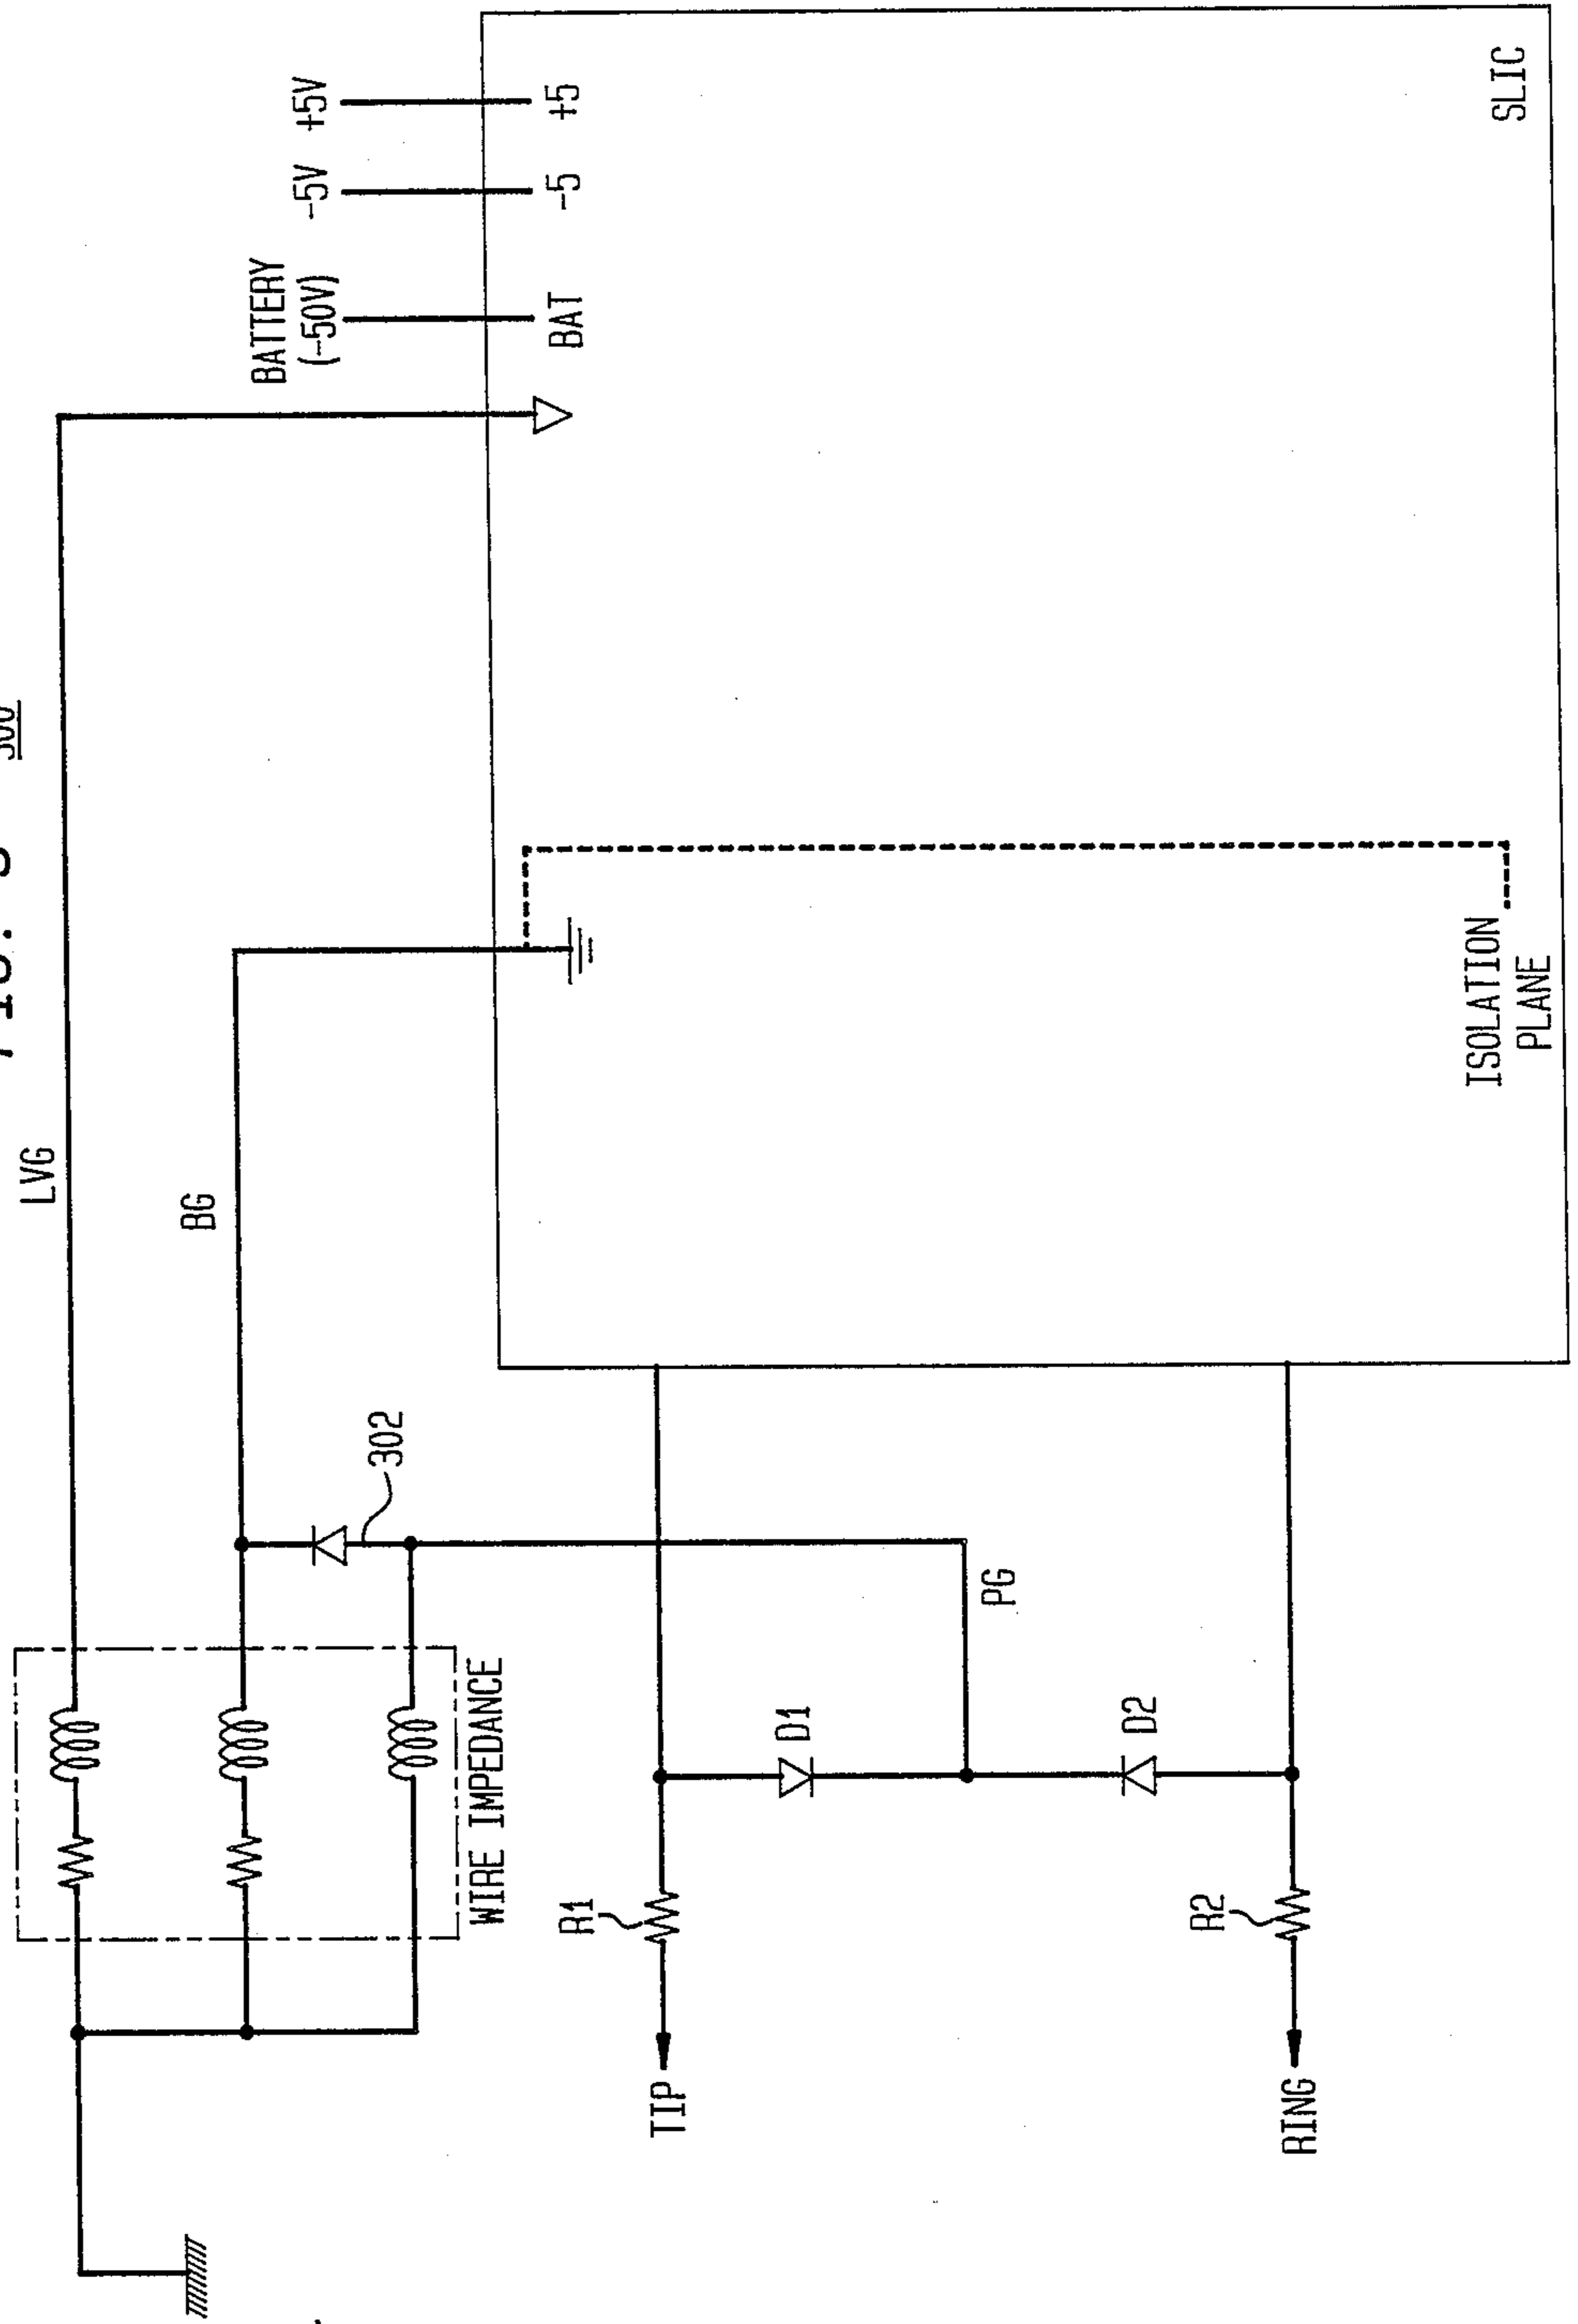 LVG
BG
WIRE IMPEDANCE
302
BATTERY
(-50V)
-5V
+5V
BAT
-5
+5
TIP
R1
D1
PG
D2
R2
RING
ISOLATION
PLANE
SLIC